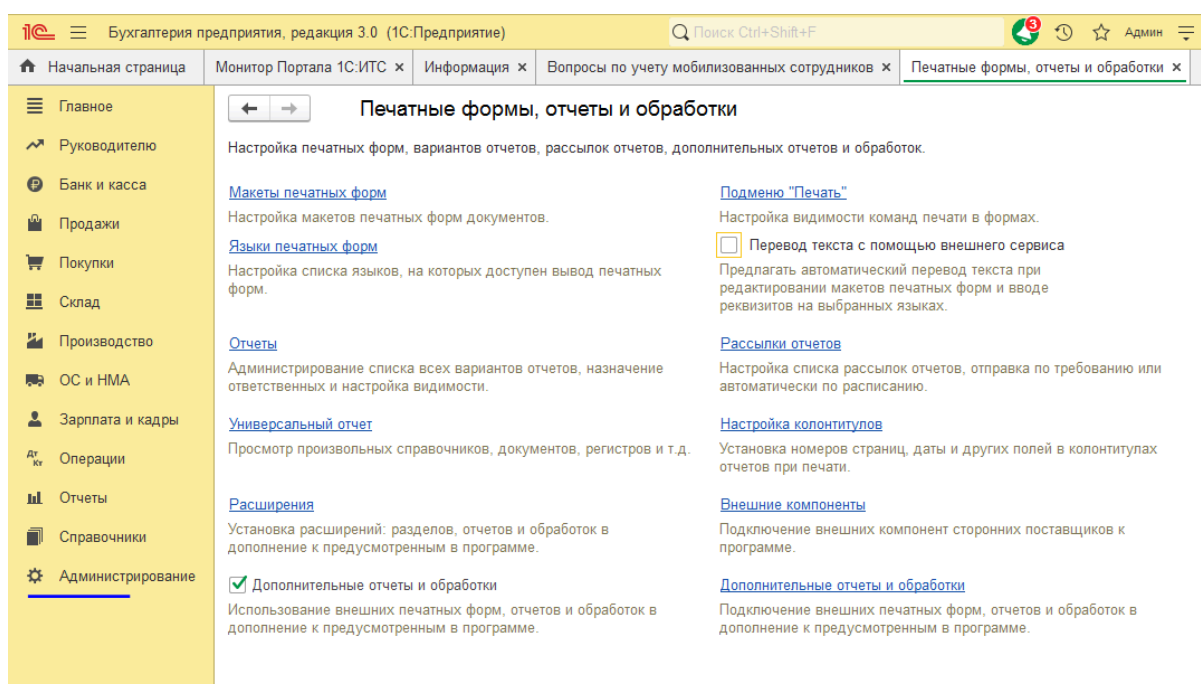 1С Бухгалтерия предприятия, редакция 3.0 (1С:Предприятие) Поиск Ctrl+Shift+F 3 Админ
Начальная страница Монитор Портала 1С:ИТС × Информация × Вопросы по учету мобилизованных сотрудников × Печатные формы, отчеты и обработки ×
Главное
Руководителю
Банк и касса
Продажи
Покупки
Склад
Производство
ОС и НМА
Зарплата и кадры
Дт Кт Операции
Отчеты
Справочники
Администрирование
Печатные формы, отчеты и обработки
Настройка печатных форм, вариантов отчетов, рассылок отчетов, дополнительных отчетов и обработок.
Макеты печатных форм
Настройка макетов печатных форм документов.
Языки печатных форм
Настройка списка языков, на которых доступен вывод печатных
форм.
Отчеты
Администрирование списка всех вариантов отчетов, назначение
ответственных и настройка видимости.
Универсальный отчет
Просмотр произвольных справочников, документов, регистров и т.д.
Расширения
Установка расширений: разделов, отчетов и обработок в
дополнение к предусмотренным в программе.
Дополнительные отчеты и обработки
Использование внешних печатных форм, отчетов и обработок в
дополнение к предусмотренным в программе.
Подменю "Печать"
Настройка видимости команд печати в формах.
Перевод текста с помощью внешнего сервиса
Предлагать автоматический перевод текста при
редактировании макетов печатных форм и вводе
реквизитов на выбранных языках.
Рассылки отчетов
Настройка списка рассылок отчетов, отправка по требованию или
автоматически по расписанию.
Настройка колонтитулов
Установка номеров страниц, даты и других полей в колонтитулах
отчетов при печати.
Внешние компоненты
Подключение внешних компонент сторонних поставщиков к
программе.
Дополнительные отчеты и обработки
Подключение внешних печатных форм, отчетов и обработок в
дополнение к предусмотренным в программе.